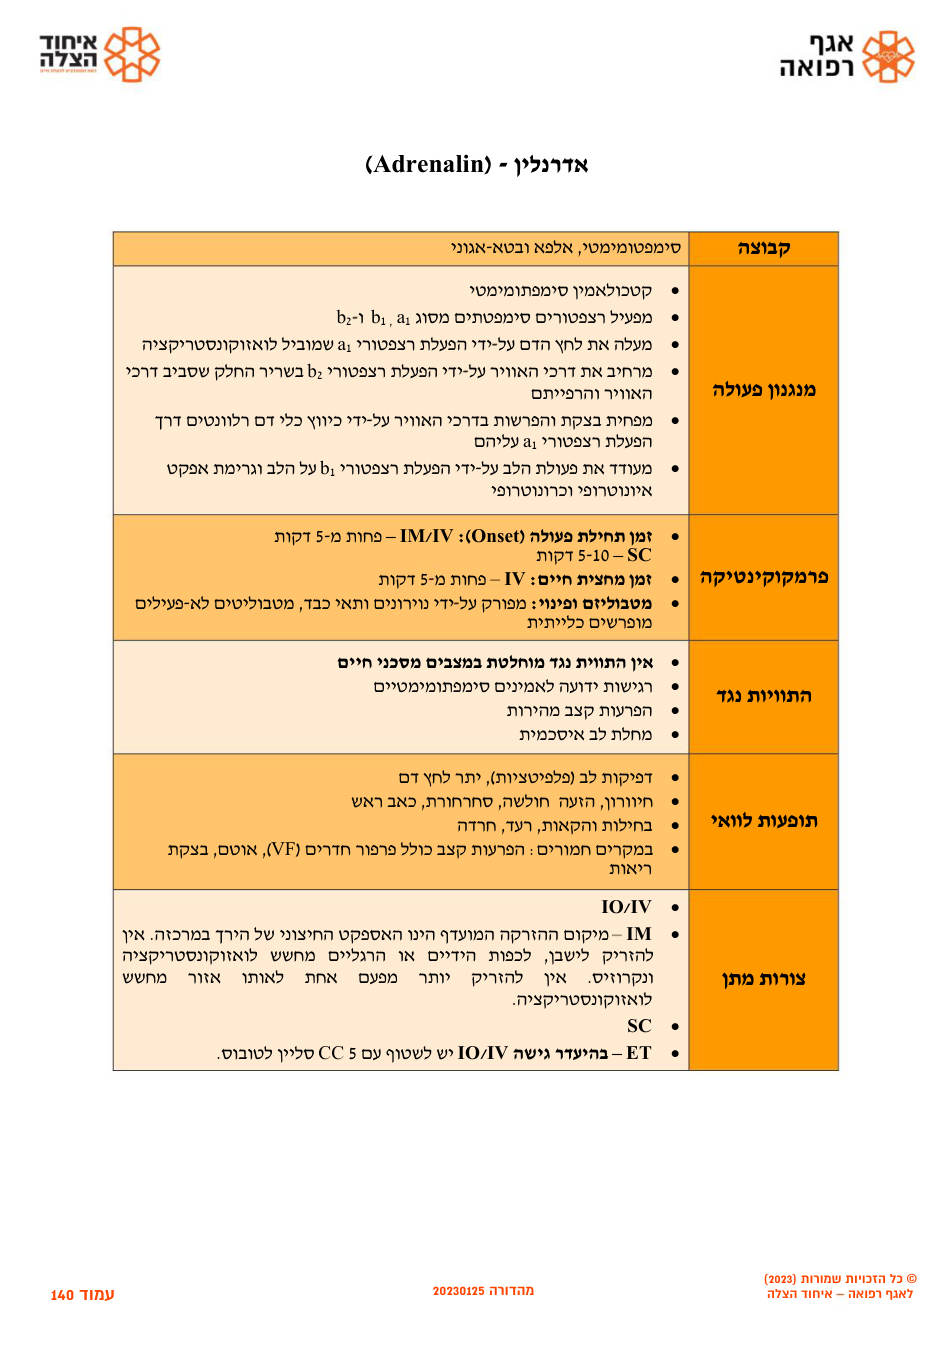 אגף
רפואה
איחוד
הצלה
אדרנלין - (Adrenalin)
קבוצה
סימפטומימטי, אלפא ובטא-אגוני
מנגנון פעולה
• קטכולאמין סימפתומימטי
• מפעיל רצפטורים סימפטתים מסוג a₁ , b₁ ו-b₂
• מעלה את לחץ הדם על-ידי הפעלת רצפטורי a₁ שמוביל לואזוקונסטריקציה
• מרחיב את דרכי האוויר על-ידי הפעלת רצפטורי b₂ בשריר החלק שסביב דרכי
האוויר והרפייתם
• מפחית בצקת והפרשות בדרכי האוויר על-ידי כיווץ כלי דם רלוונטים דרך
הפעלת רצפטורי a₁ עליהם
• מעודד את פעולת הלב על-ידי הפעלת רצפטורי b₁ על הלב וגרימת אפקט
איונוטרופי וכרונוטרופי
פרמקוקינטיקה
• זמן תחילת פעולה (Onset): IM/IV – פחות מ-5 דקות
SC – 5-10 דקות
• זמן מחצית חיים: IV – פחות מ-5 דקות
• מטבוליזם ופינוי: מפורק על-ידי נוירונים ותאי כבד, מטבוליטים לא-פעילים
מופרשים כלייתית
התוויות נגד
• אין התווית נגד מוחלטת במצבים מסכני חיים
• רגישות ידועה לאמינים סימפתומימטיים
• הפרעות קצב מהירות
• מחלת לב איסכמית
תופעות לוואי
• דפיקות לב (פלפיטציות), יתר לחץ דם
• חיוורון, הזעה חולשה, סחרחורת, כאב ראש
• בחילות והקאות, רעד, חרדה
• במקרים חמורים: הפרעות קצב כולל פרפור חדרים (VF), אוטם, בצקת
ריאות
צורות מתן
• IO/IV
• IM – מיקום ההזרקה המועדף הינו האספקט החיצוני של הירך במרכזה. אין
להזריק לישבן, לכפות הידיים או הרגליים מחשש לואזוקונסטריקציה
ונקרוזיס. אין להזריק יותר מפעם אחת לאותו אזור מחשש
לואזוקונסטריקציה.
• SC
• ET – בהיעדר גישה IO/IV יש לשטוף עם 5 CC סליין לטובוס.
© כל הזכויות שמורות (2023)
לאגף רפואה – איחוד הצלה
מהדורה 20230125
עמוד 140